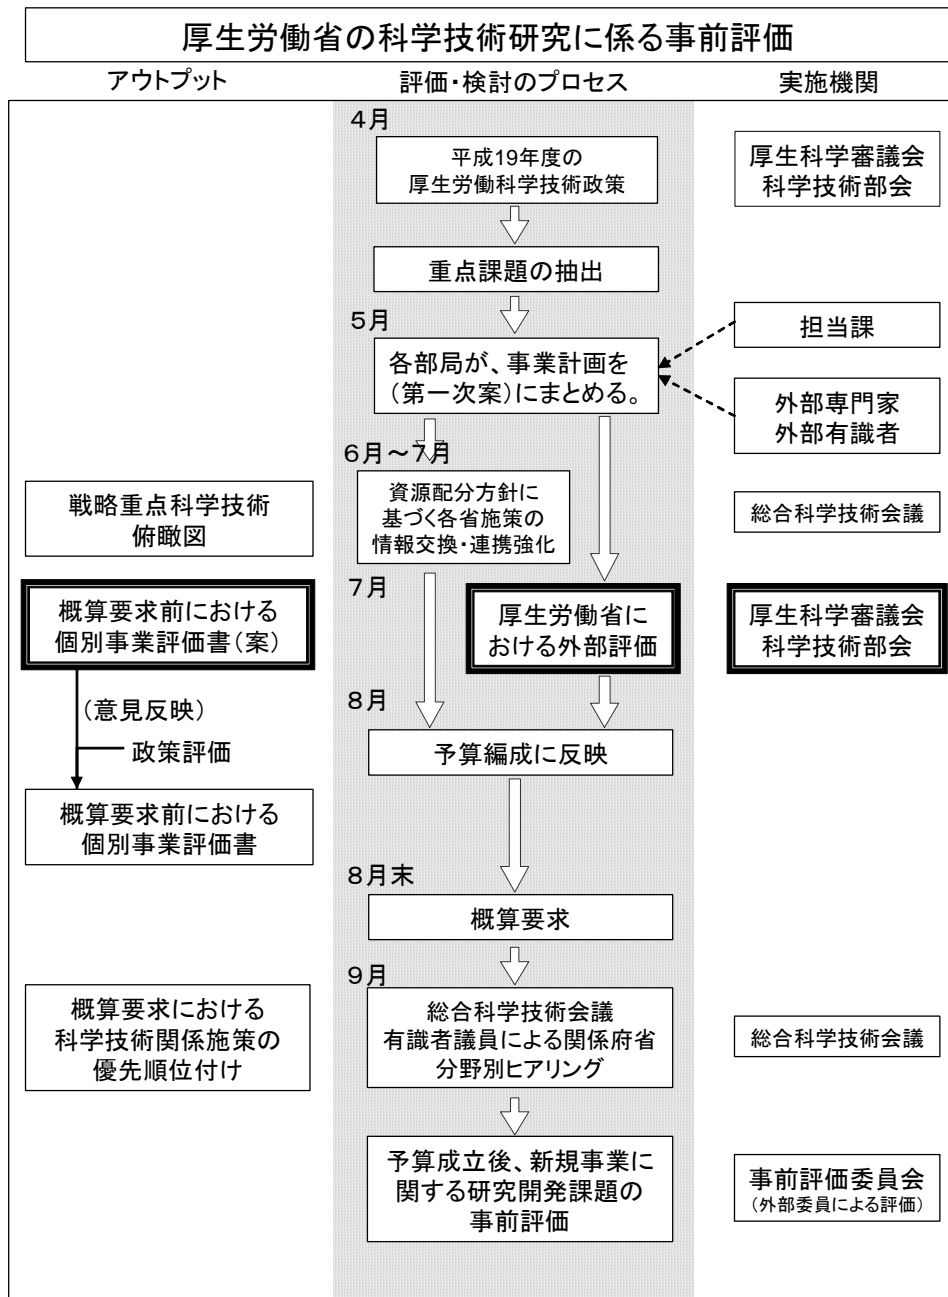 厚生労働省の科学技術研究に係る事前評価
アウトプット
評価・検討のプロセス
実施機関
4月
平成19年度の
厚生労働科学技術政策
厚生科学審議会
科学技術部会
重点課題の抽出
5月
各部局が、事業計画を
(第一次案)にまとめる。
担当課
外部専門家
外部有識者
6月～7月
戦略重点科学技術
俯瞰図
資源配分方針に
基づく各省施策の
情報交換・連携強化
総合科学技術会議
7月
概算要求前における
個別事業評価書(案)
厚生労働省に
おける外部評価
厚生科学審議会
科学技術部会
(意見反映)
政策評価
8月
予算編成に反映
概算要求前における
個別事業評価書
8月末
概算要求
9月
概算要求における
科学技術関係施策の
優先順位付け
総合科学技術会議
有識者議員による関係府省
分野別ヒアリング
総合科学技術会議
予算成立後、新規事業に
関する研究開発課題の
事前評価
事前評価委員会
(外部委員による評価)